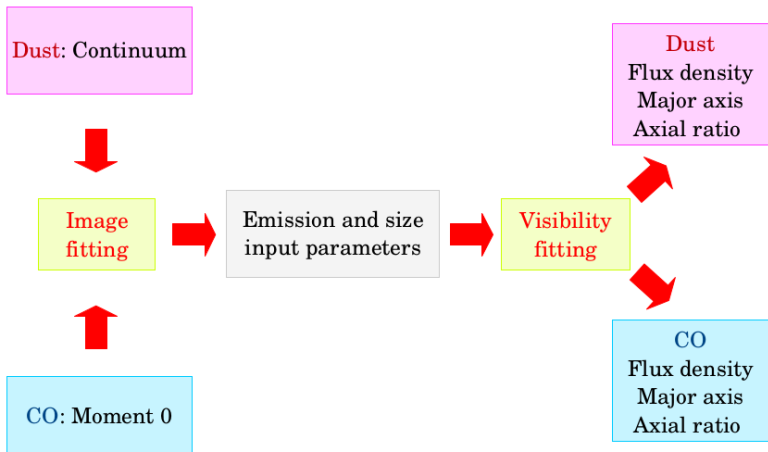 Dust: Continuum
Image
fitting
CO: Moment 0
Emission and size
input parameters
Visibility
fitting
Dust
Flux density
Major axis
Axial ratio
CO
Flux density
Major axis
Axial ratio